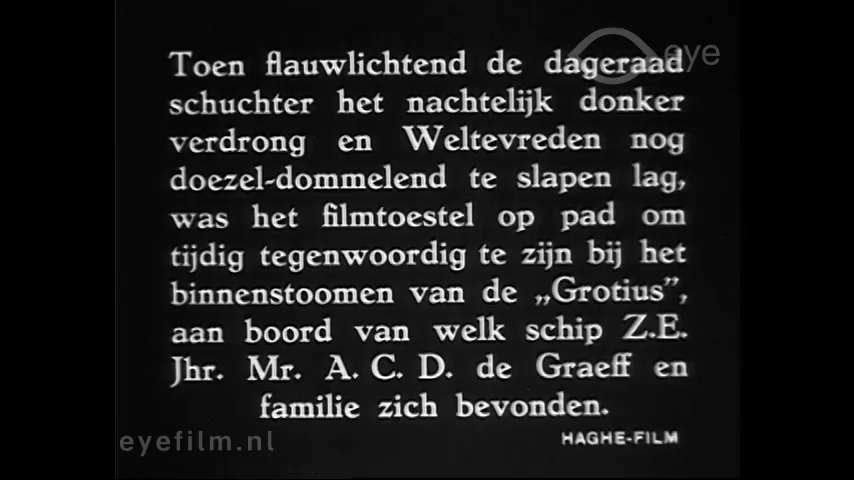 Toen flauwlichtend de dageraad
schuchter het nachtelijk donker
verdrong en Weltevreden nog
doezel-dommelend te slapen lag,
was het filmtoestel op pad om
tijdig tegenwoordig te zijn bij het
binnenstoomen van de „Grotius”,
aan boord van welk schip Z.E.
Jhr. Mr. A. C. D. de Graeff en
familie zich bevonden.
HAGHE-FILM
eye
eyefilm.nl